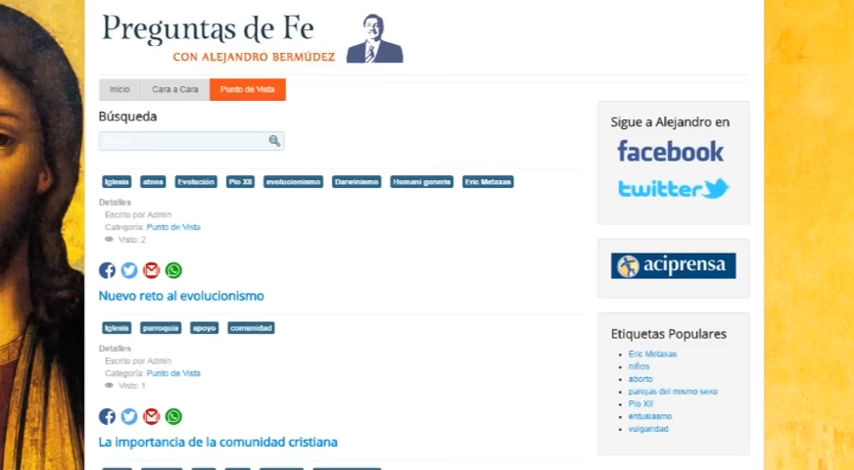 Preguntas de Fe
CON ALEJANDRO BERMÚDEZ
Inicio
Cara a Cara
Punto de Vista
Búsqueda
Iglesia ateos Evolución Pio XII evolucionismo Darwinismo Humani generis Eric Metaxas
Detalles
Escrito por Admin
Categoría: Punto de Vista
Visto: 2
Nuevo reto al evolucionismo
Iglesia parroquia apoyo comunidad
Detalles
Escrito por Admin
Categoría: Punto de Vista
Visto: 1
La importancia de la comunidad cristiana
Sigue a Alejandro en
facebook
twitter
aciprensa
Etiquetas Populares
Eric Metaxas
niños
aborto
parejas del mismo sexo
Pio XII
entusiasmo
vulgaridad